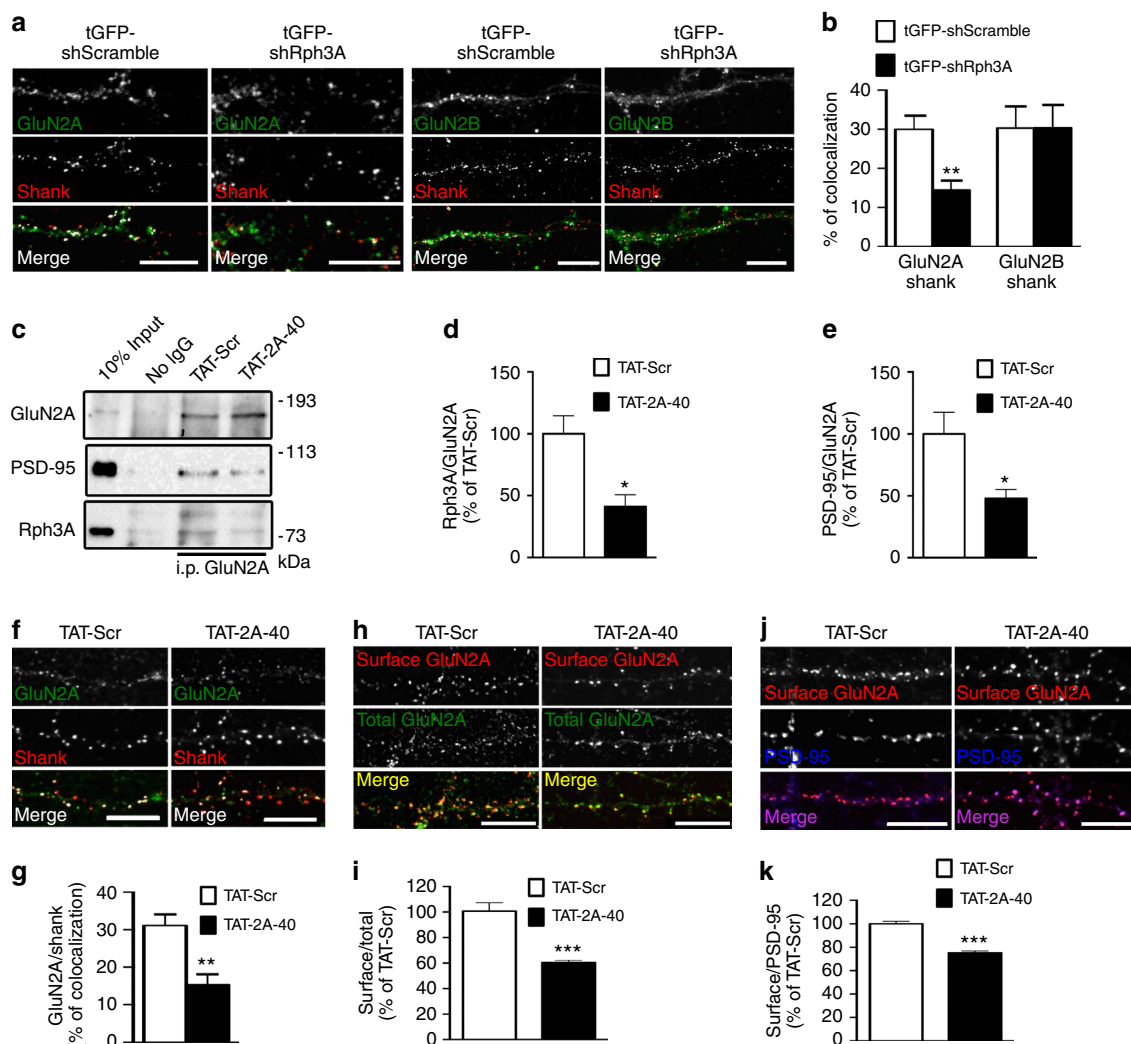 a
tGFP-
shScramble
tGFP-
shRph3A
tGFP-
shScramble
tGFP-
shRph3A
GluN2A
GluN2A
GluN2B
GluN2B
Shank
Shank
Shank
Shank
Merge
Merge
Merge
Merge
b
tGFP-shScramble
tGFP-shRph3A
% of colocalization
40
30
20
10
0
**
GluN2A
shank
GluN2B
shank
c
10% Input
No IgG
TAT-Scr
TAT-2A-40
GluN2A
PSD-95
Rph3A
-193
-113
-73
kDa
i.p. GluN2A
d
TAT-Scr
TAT-2A-40
Rph3A/GluN2A
(% of TAT-Scr)
150
100
50
0
*
e
TAT-Scr
TAT-2A-40
PSD-95/GluN2A
(% of TAT-Scr)
150
100
50
0
*
f
TAT-Scr
TAT-2A-40
GluN2A
GluN2A
Shank
Shank
Merge
Merge
h
TAT-Scr
TAT-2A-40
Surface GluN2A
Surface GluN2A
Total GluN2A
Total GluN2A
Merge
Merge
j
TAT-Scr
TAT-2A-40
Surface GluN2A
Surface GluN2A
PSD-95
PSD-95
Merge
Merge
g
TAT-Scr
TAT-2A-40
GluN2A/shank
% of colocalization)
40
30
20
10
0
**
i
TAT-Scr
TAT-2A-40
Surface/total
(% of TAT-Scr)
120
100
80
60
40
20
0
***
k
TAT-Scr
TAT-2A-40
Surface/PSD-95
(% of TAT-Scr)
120
100
80
60
40
20
0
***